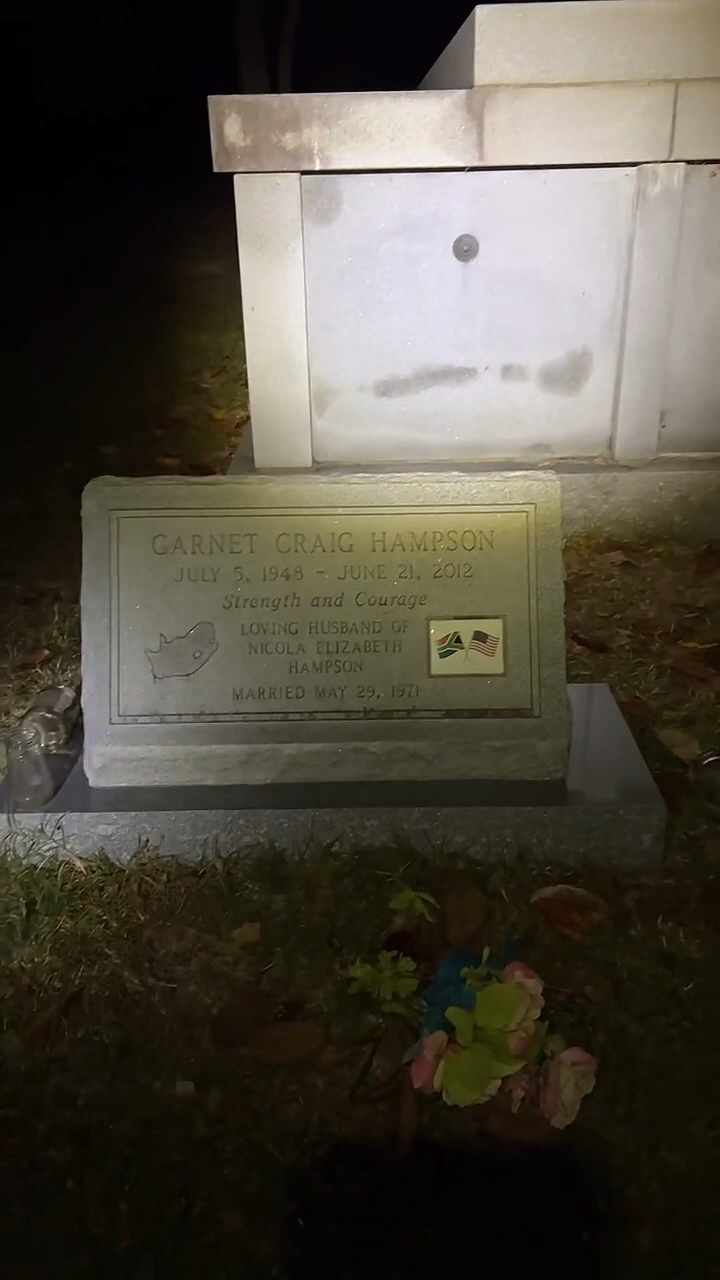 GARNET CRAIG HAMPSON
JULY 5, 1948 ~ JUNE 21, 2012
Strength and Courage
LOVING HUSBAND OF
NICOLA ELIZABETH
HAMPSON
MARRIED MAY 29, 1971